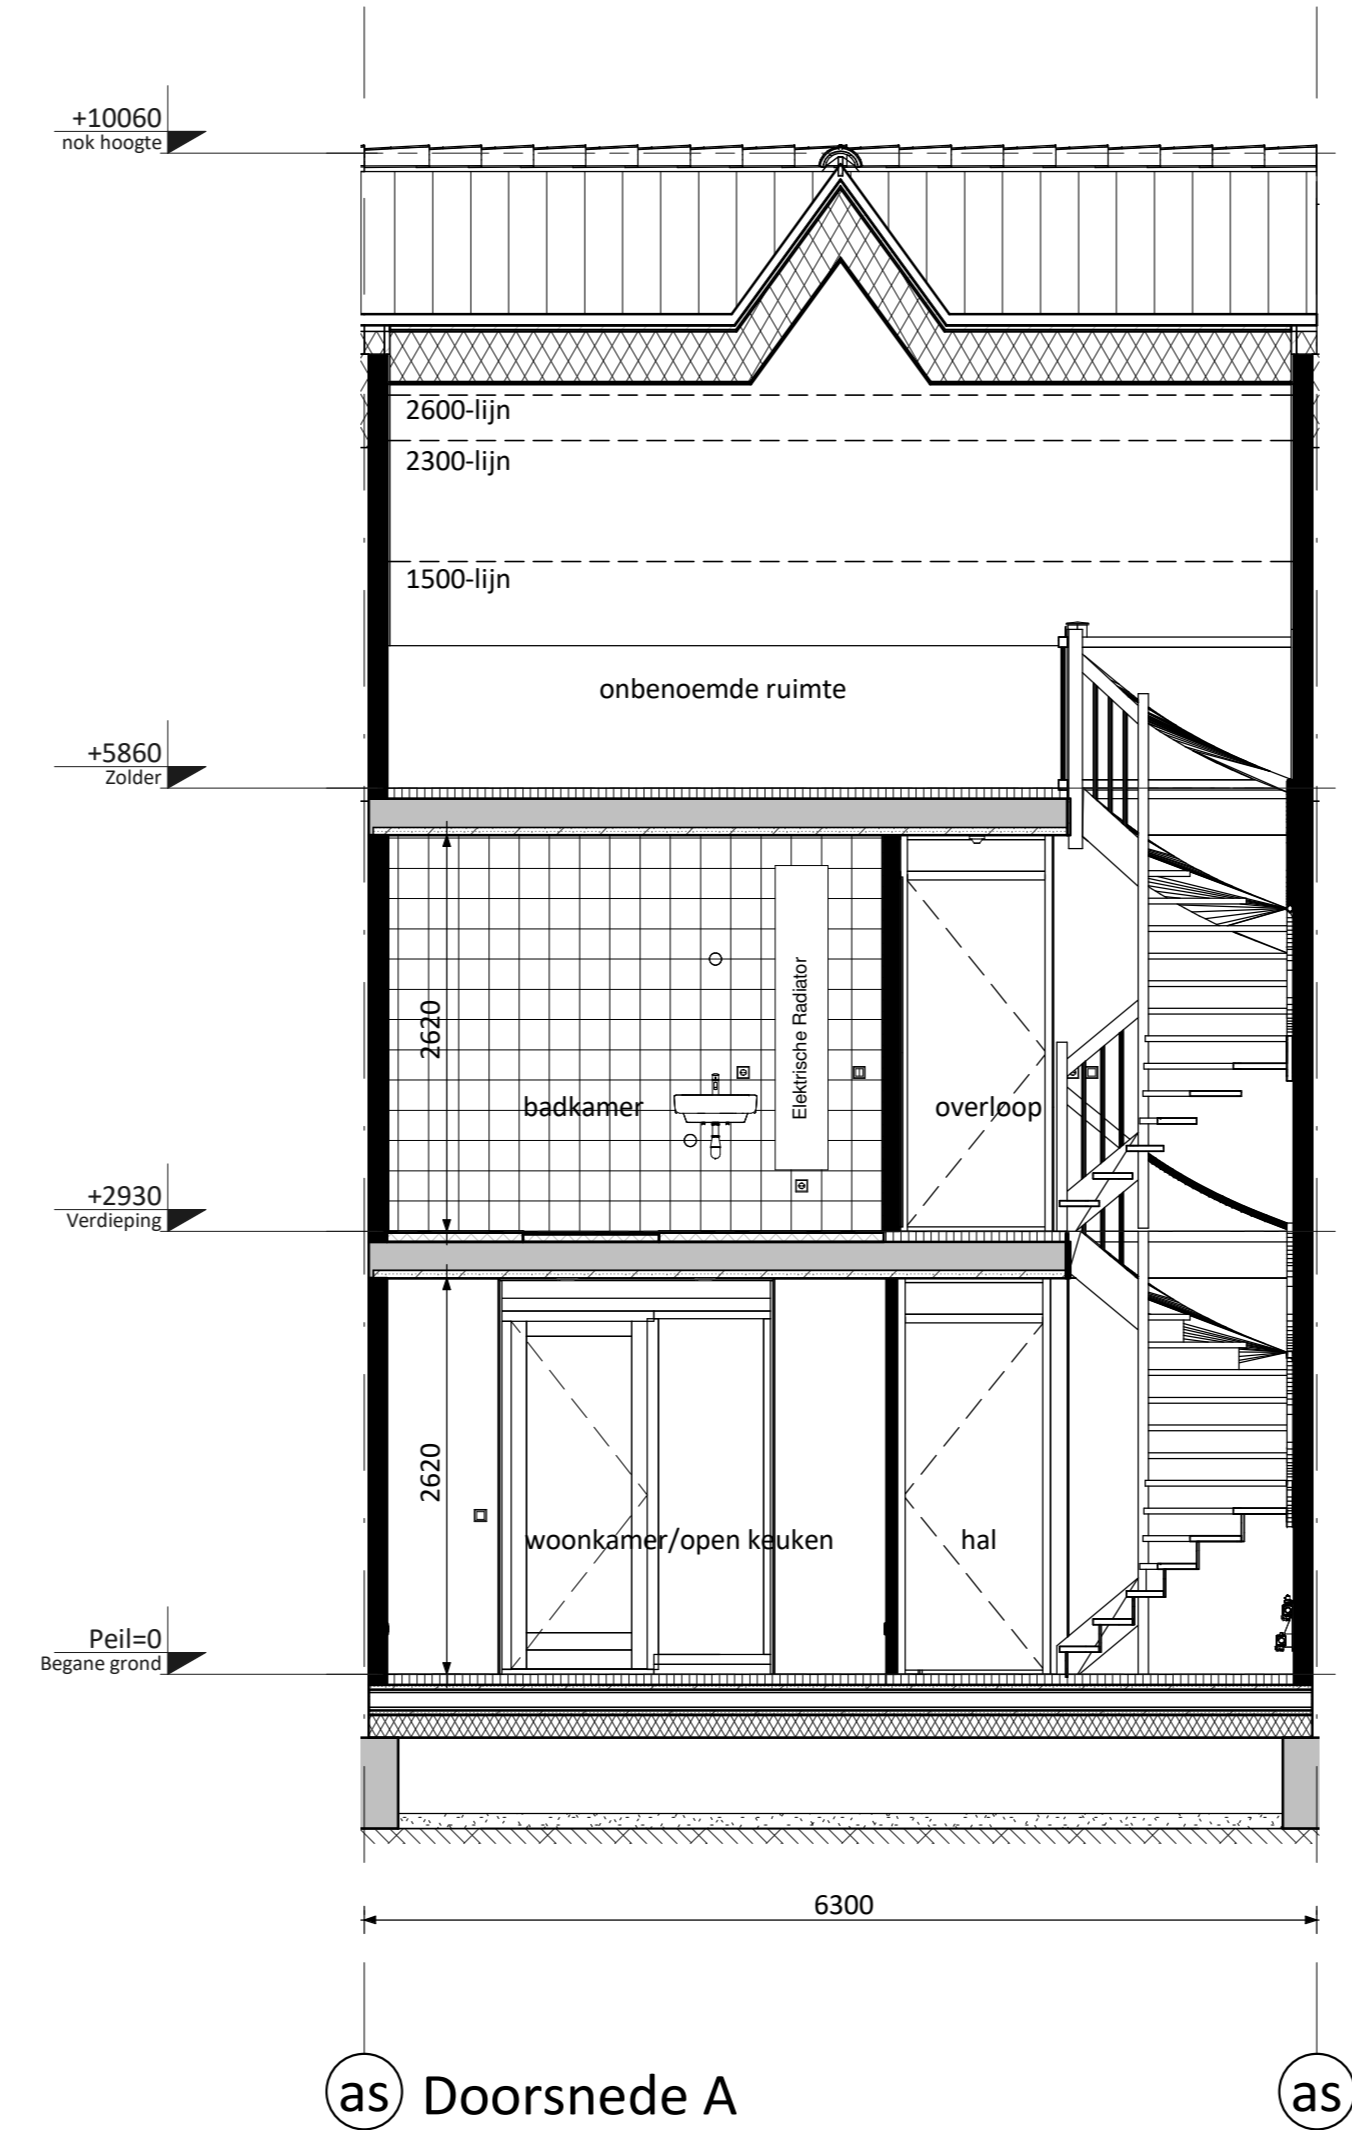 +10060
nok hoogte
2600-lijn
2300-lijn
1500-lijn
onbenoemde ruimte
+5860
Zolder
2620
Elektrische Radiator
badkamer
overloop
+2930
Verdieping
2620
woonkamer/open keuken
hal
Peil=0
Begane grond
6300
as
Doorsnede A
as